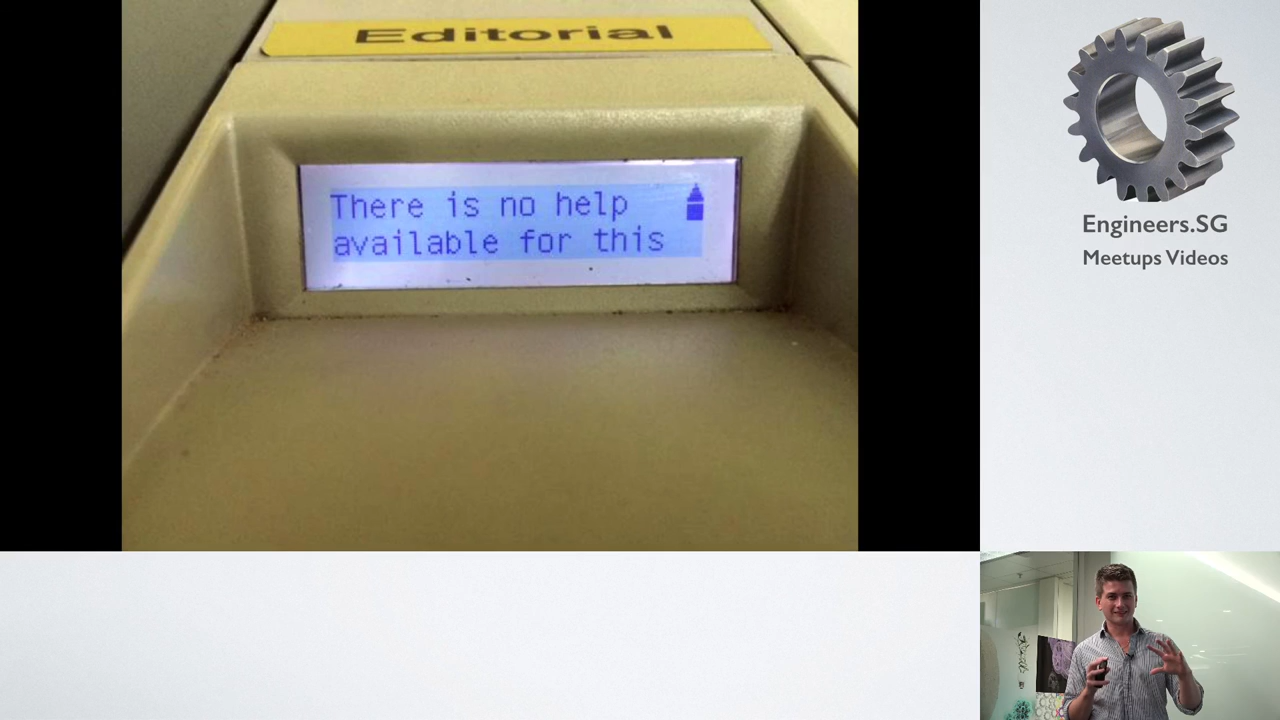 Editorial
There is no help
available for this
Engineers.SG
Meetups Videos